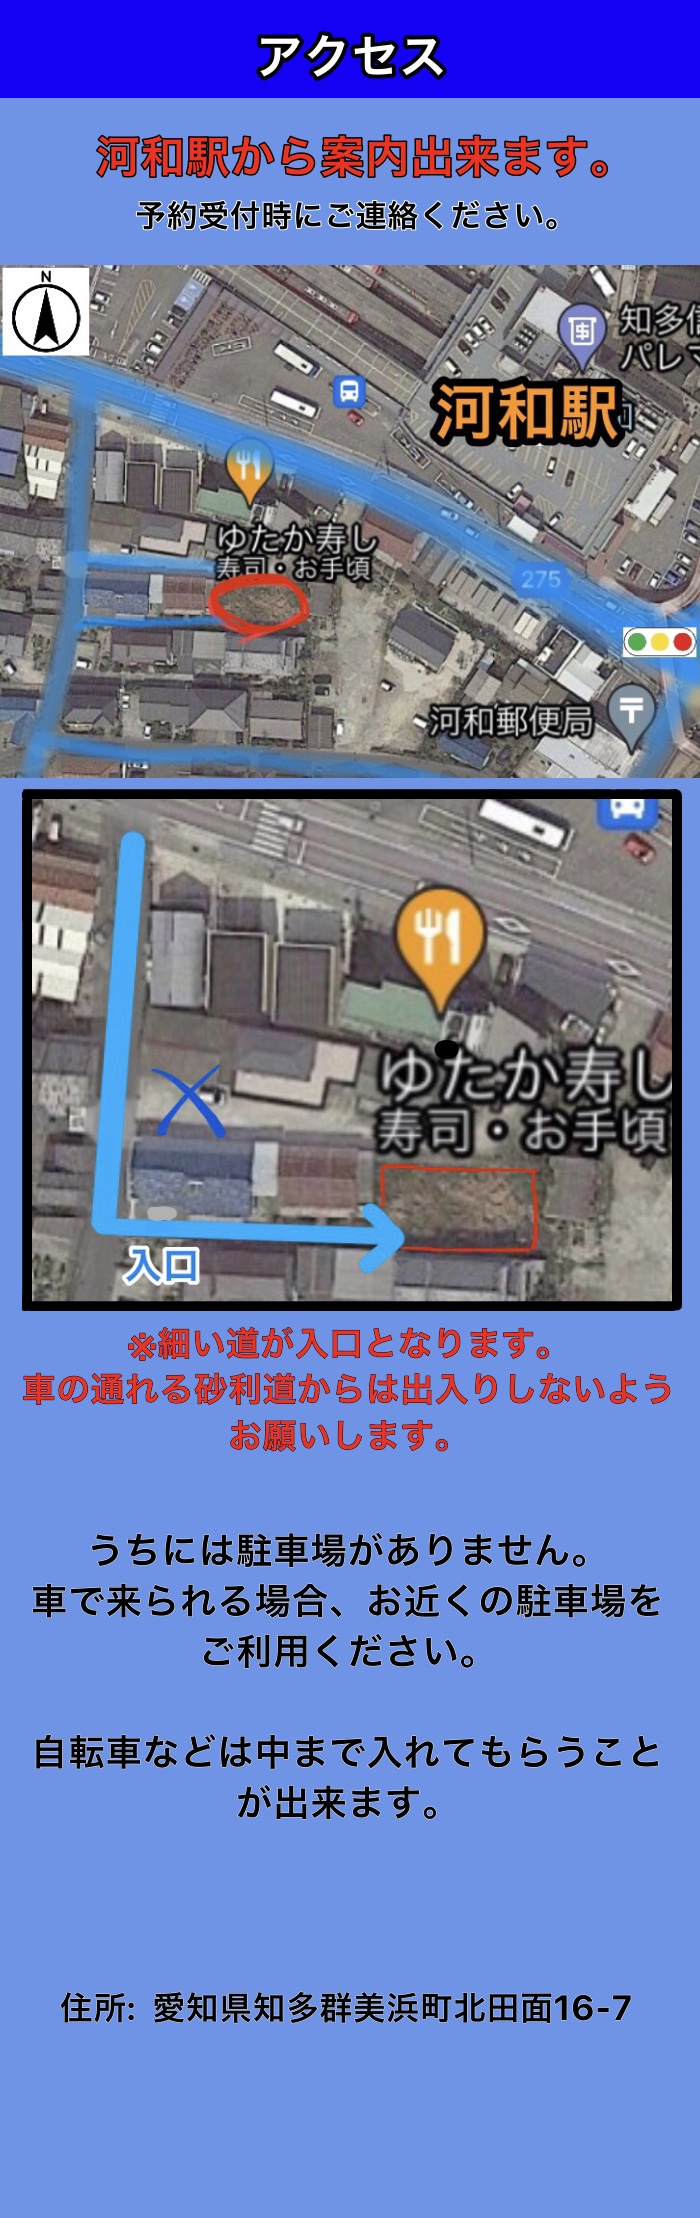 アクセス
河和駅から案内出来ます。
予約受付時にご連絡ください。
N
知多信
パレマ
河和駅
ゆたか寿し
寿司・お手頃
275
河和郵便局
ゆたか寿し
寿司・お手頃
入口
※細い道が入口となります。
車の通れる砂利道からは出入りしないよう
お願いします。
うちには駐車場がありません。
車で来られる場合、お近くの駐車場を
ご利用ください。
自転車などは中まで入れてもらうこと
が出来ます。
住所: 愛知県知多群美浜町北田面16-7